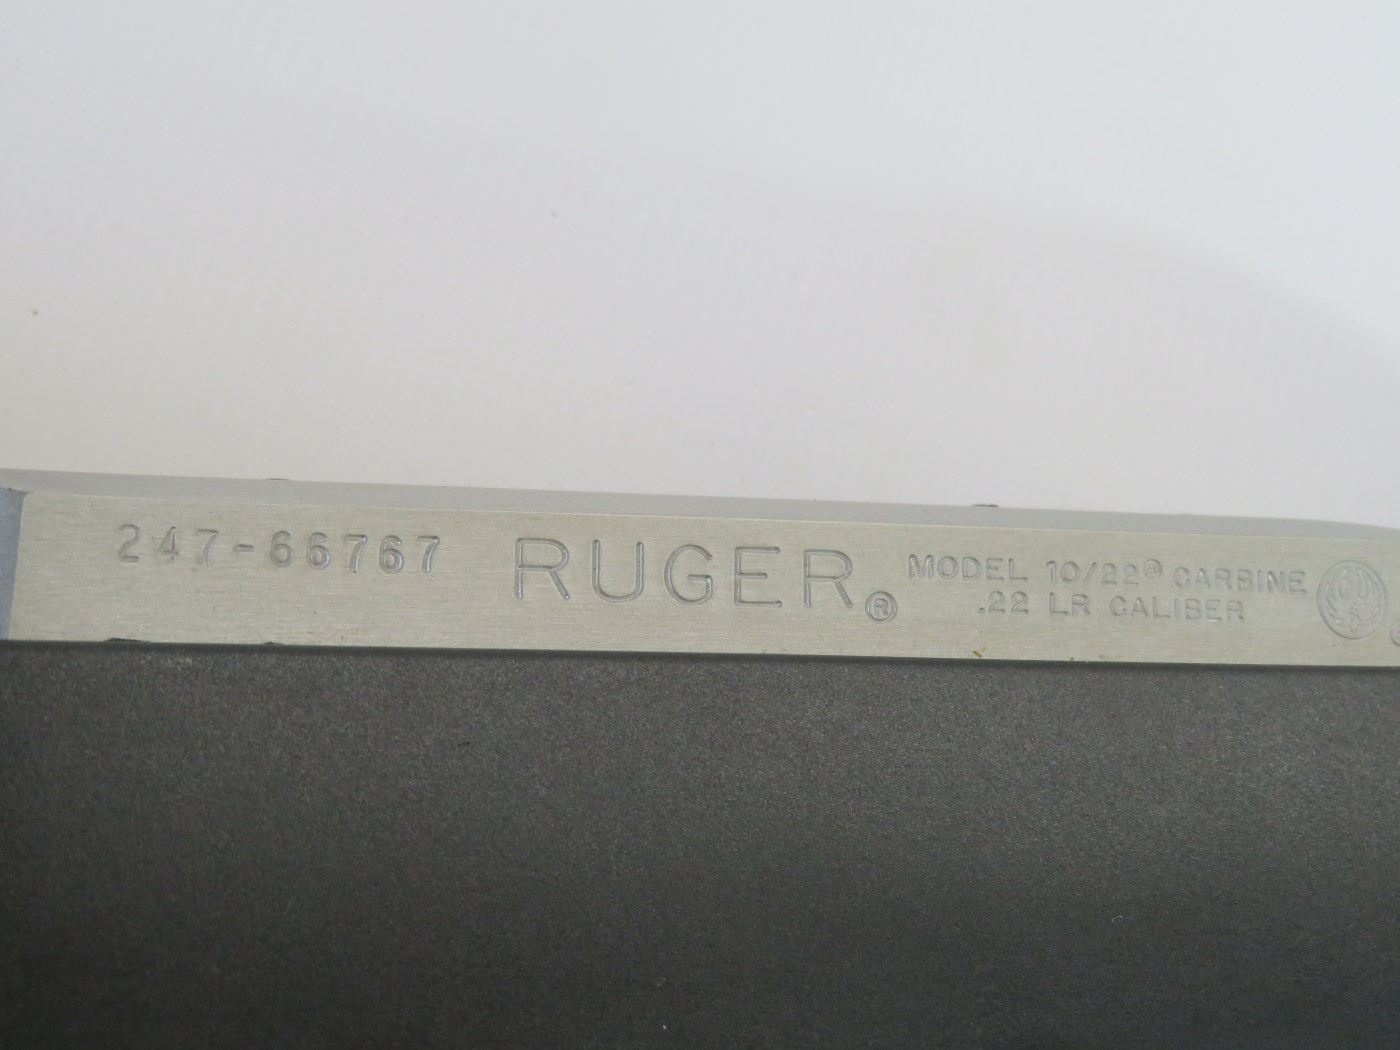 247-66767 RUGER® MODEL 10/22® CARBINE
.22 LR CALIBER